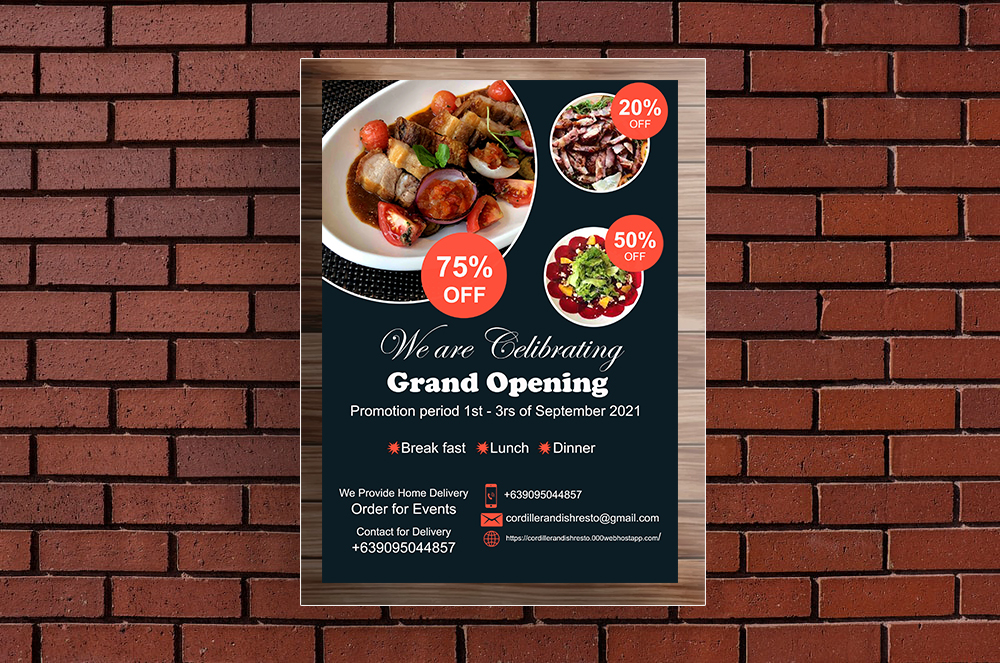 20%
OFF
50%
OFF
75%
OFF
We are Celibrating
Grand Opening
Promotion period 1st - 3rs of September 2021
Break fast Lunch Dinner
We Provide Home Delivery
Order for Events
Contact for Delivery
+639095044857
+639095044857
cordillerandishresto@gmail.com
https://cordillerandishresto.000webhostapp.com/